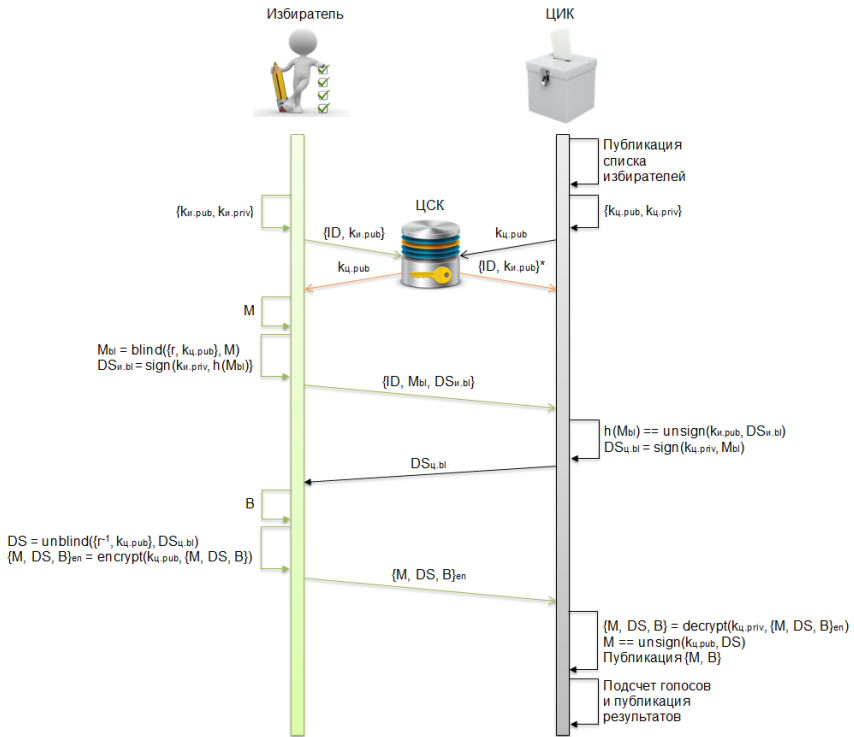 Избиратель
ЦИК
Публикация
списка
избирателей
{kи.pub, kи.priv}
ЦСК
{kц.pub, kц.priv}
{ID, kи.pub}
kц.pub
kц.pub
{ID, kи.pub}*
M
Mbl = blind({r, kц.pub}, M)
DSи.bl = sign(kи.priv, h(Mbl)}
{ID, Mbl, DSи.bl}
h(Mbl) == unsign(kи.pub, DSи.bl)
DSц.bl = sign(kц.priv, Mbl)
DSц.bl
B
DS = unblind({r-1, kц.pub}, DSц.bl)
{M, DS, B}en = encrypt(kц.pub, {M, DS, B})
{M, DS, B}en
{M, DS, B} = decrypt(kц.priv, {M, DS, B}en)
M == unsign(kц.pub, DS)
Публикация {M, B}
Подсчет голосов
и публикация
результатов